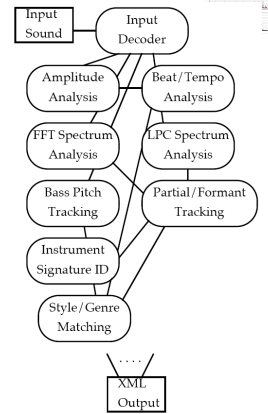 Input
Sound
Input
Decoder
Amplitude
Analysis
Beat/Tempo
Analysis
FFT Spectrum
Analysis
LPC Spectrum
Analysis
Bass Pitch
Tracking
Partial/Formant
Tracking
Instrument
Signature ID
Style/Genre
Matching
....
XML
Output